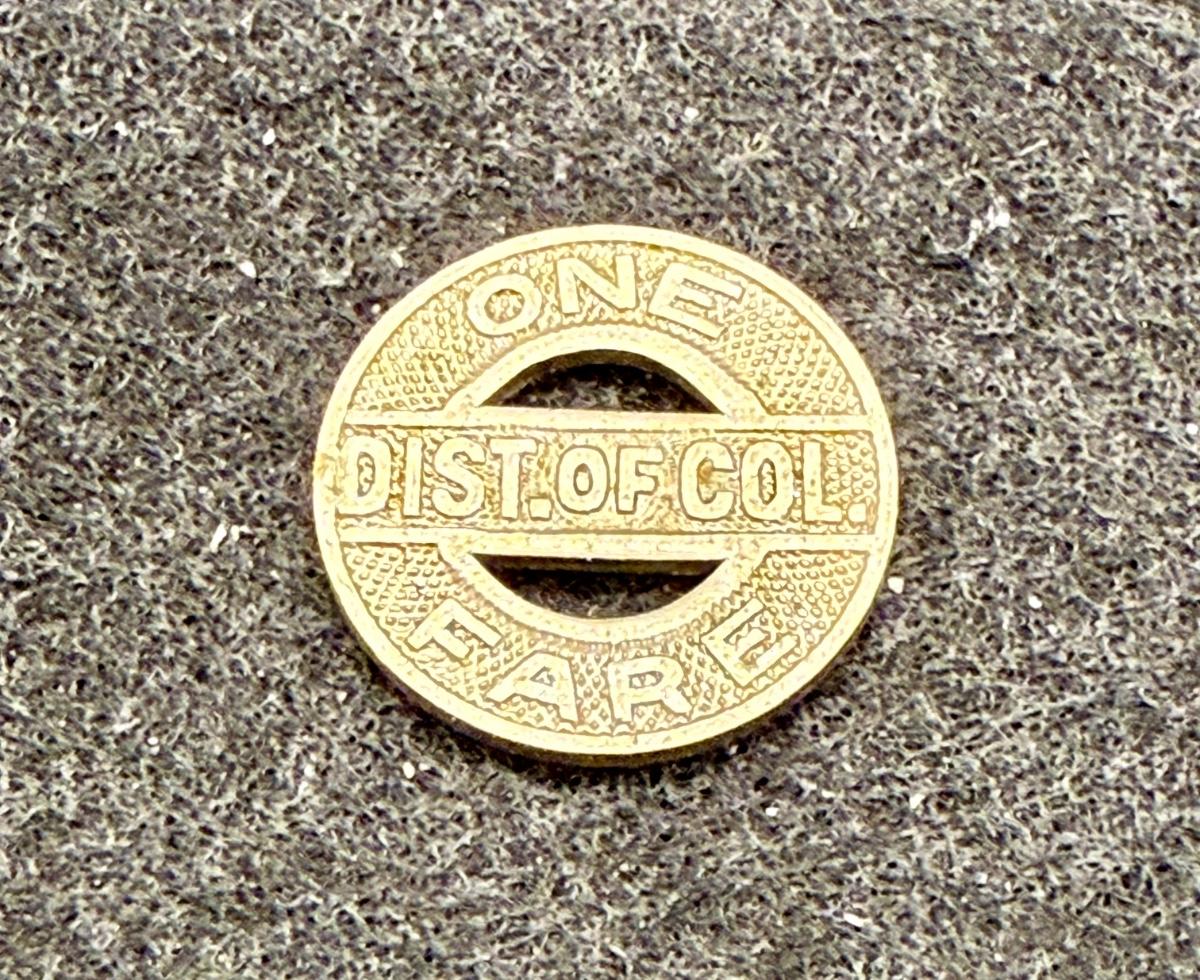 ONE
DIST. OF COL.
FARE